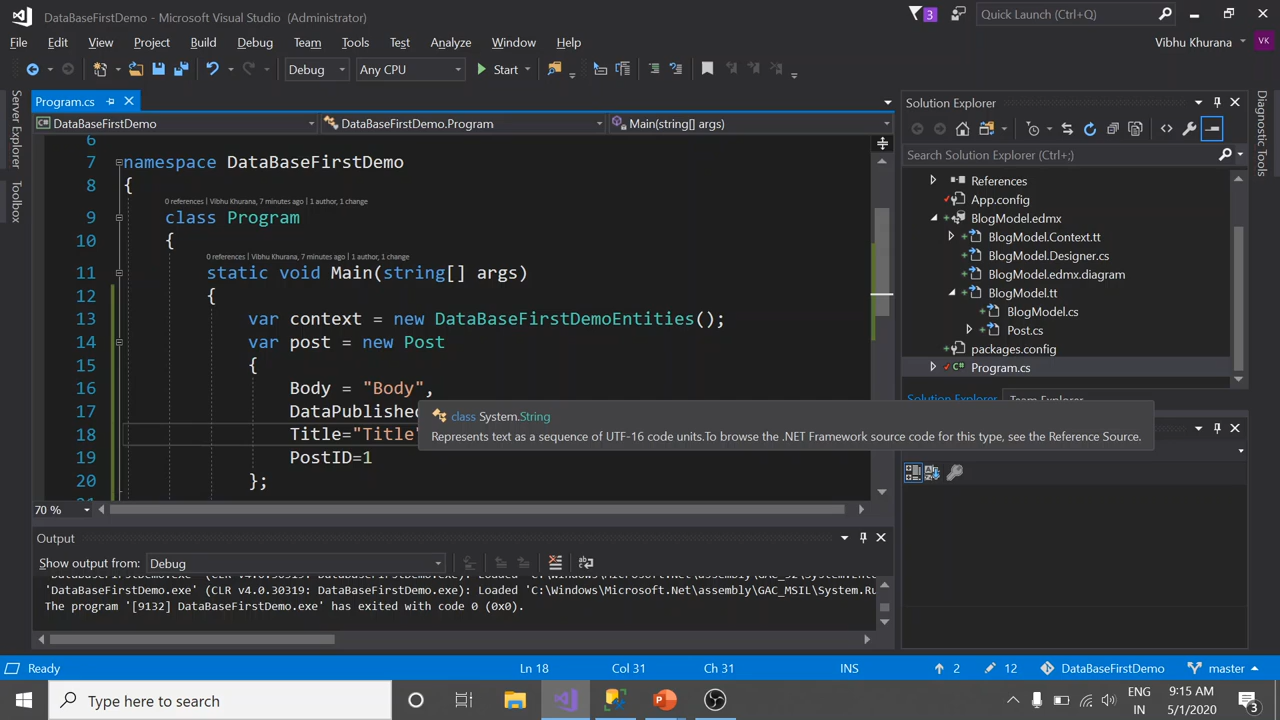 DataBaseFirstDemo - Microsoft Visual Studio (Administrator)
3
Quick Launch (Ctrl+Q)
File Edit View Project Build Debug Team Tools Test Analyze Window Help
Vibhu Khurana
VK
Debug
Any CPU
Start
Server Explorer
Toolbox
Program.cs
DataBaseFirstDemo
DataBaseFirstDemo.Program
Main(string[] args)
6
7 namespace DataBaseFirstDemo
8 {
0 references | Vibhu Khurana, 7 minutes ago | 1 author, 1 change
9 class Program
10 {
0 references | Vibhu Khurana, 7 minutes ago | 1 author, 1 change
11 static void Main(string[] args)
12 {
13 var context = new DataBaseFirstDemoEntities();
14 var post = new Post
15 {
16 Body = "Body",
17 DataPublished
18 Title="Title"
19 PostID=1
20 };
class System.String
Represents text as a sequence of UTF-16 code units.To browse the .NET Framework source code for this type, see the Reference Source.
70 %
Output
Show output from: Debug
'DataBaseFirstDemo.exe' (CLR v4.0.30319: DataBaseFirstDemo.exe): Loaded 'C:\Windows\Microsoft.Net\assembly\GAC_MSIL\System.Ru
The program '[9132] DataBaseFirstDemo.exe' has exited with code 0 (0x0).
Solution Explorer
Search Solution Explorer (Ctrl+;)
References
App.config
BlogModel.edmx
BlogModel.Context.tt
BlogModel.Designer.cs
BlogModel.edmx.diagram
BlogModel.tt
BlogModel.cs
Post.cs
packages.config
Program.cs
Solution Explorer Team Explorer
Diagnostic Tools
Ready
Ln 18
Col 31
Ch 31
INS
2
12
DataBaseFirstDemo
master
Type here to search
ENG
IN
9:15 AM
5/1/2020
3